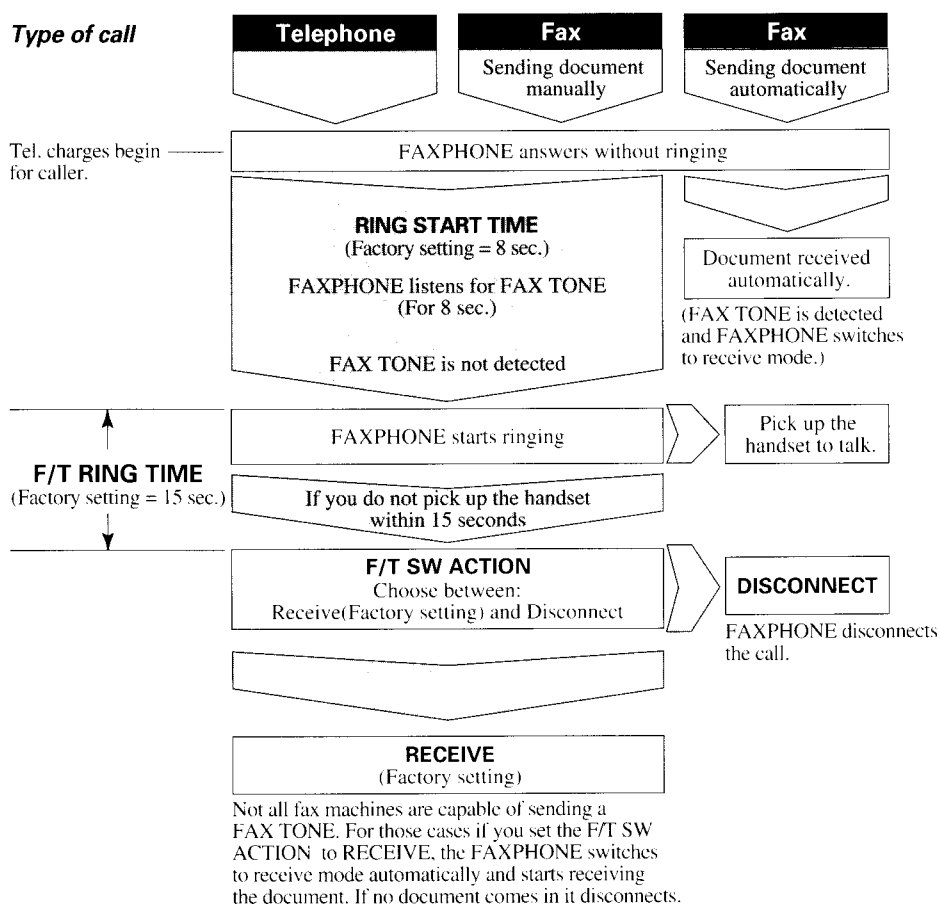 Type of call
Telephone
Fax
Sending document
manually
Fax
Sending document
automatically
Tel. charges begin
for caller.
FAXPHONE answers without ringing
RING START TIME
(Factory setting = 8 sec.)
FAXPHONE listens for FAX TONE
(For 8 sec.)
FAX TONE is not detected
Document received
automatically.
(FAX TONE is detected
and FAXPHONE switches
to receive mode.)
F/T RING TIME
(Factory setting = 15 sec.)
FAXPHONE starts ringing
Pick up the
handset to talk.
If you do not pick up the handset
within 15 seconds
F/T SW ACTION
Choose between:
Receive(Factory setting) and Disconnect
DISCONNECT
FAXPHONE disconnects
the call.
RECEIVE
(Factory setting)
Not all fax machines are capable of sending a
FAX TONE. For those cases if you set the F/T SW
ACTION to RECEIVE, the FAXPHONE switches
to receive mode automatically and starts receiving
the document. If no document comes in it disconnects.